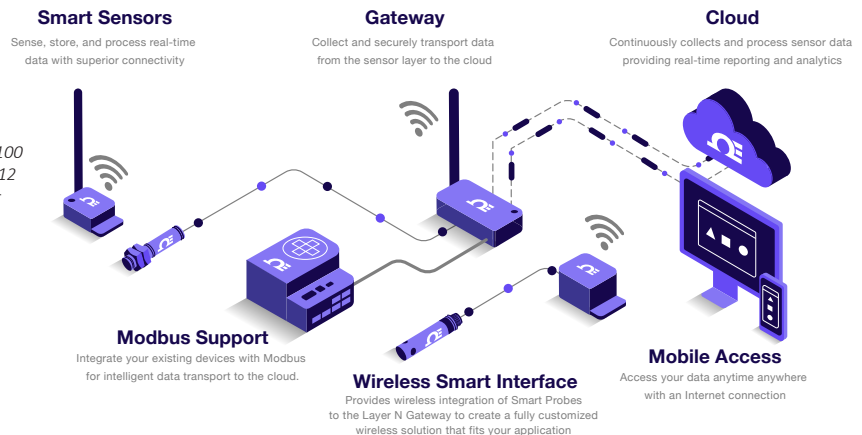 Smart Sensors
Sense, store, and process real-time
data with superior connectivity
Gateway
Collect and securely transport data
from the sensor layer to the cloud
Cloud
Continuously collects and process sensor data
providing real-time reporting and analytics
100
12
Modbus Support
Integrate your existing devices with Modbus
for intelligent data transport to the cloud.
Wireless Smart Interface
Provides wireless integration of Smart Probes
to the Layer N Gateway to create a fully customized
wireless solution that fits your application
Mobile Access
Access your data anytime anywhere
with an Internet connection